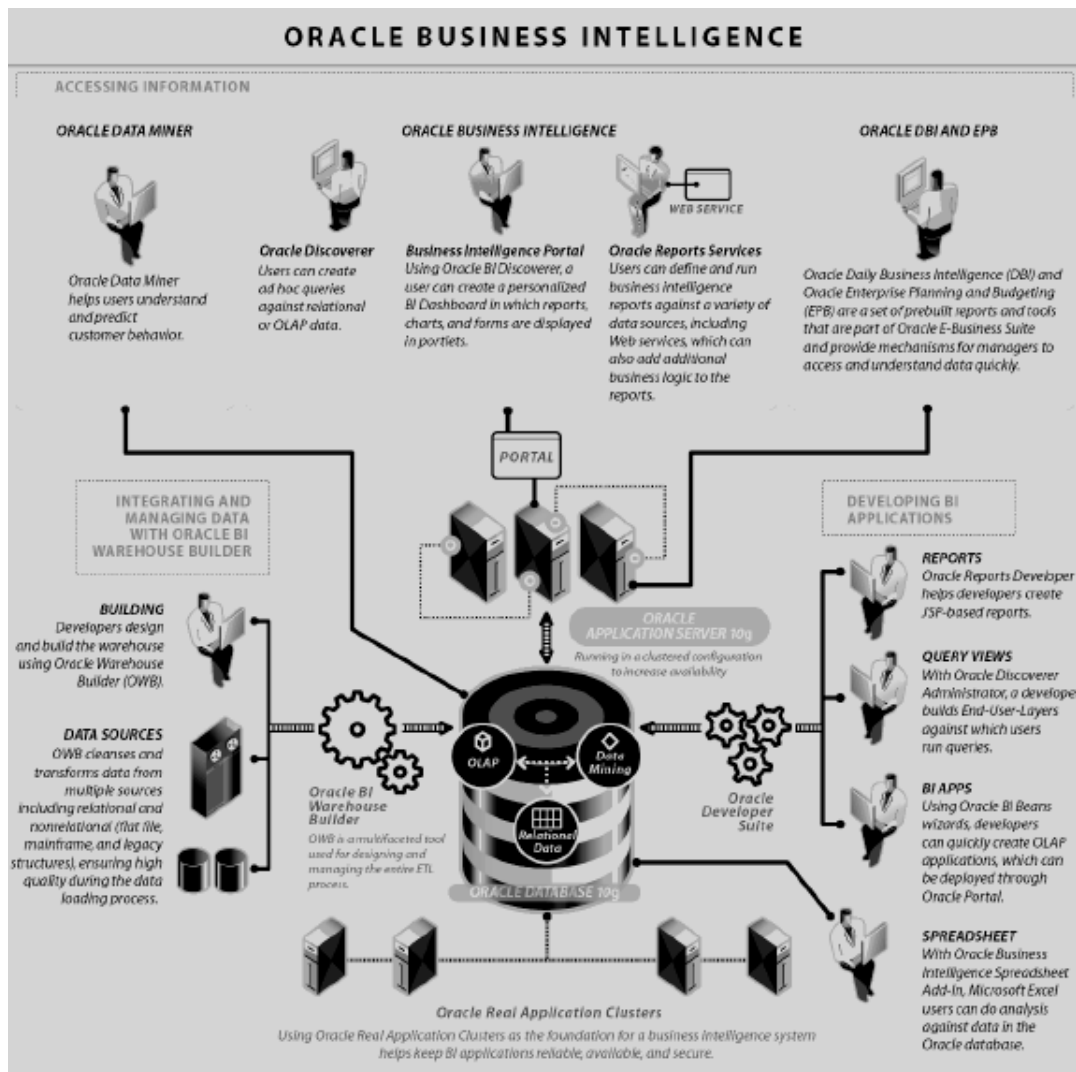 ORACLE BUSINESS INTELLIGENCE
ACCESSING INFORMATION
ORACLE DATA MINER
Oracle Data Miner
helps users understand
and predict
customer behavior.
ORACLE BUSINESS INTELLIGENCE
Oracle Discoverer
Users can create
ad hoc queries
against relational
or OLAP data.
Business Intelligence Portal
Using Oracle BI Discoverer, a
user can create a personalized
BI Dashboard in which reports,
charts, and forms are displayed
in portlets.
WEB SERVICE
Oracle Reports Services
Users can define and run
business intelligence
reports against a variety of
data sources, including
Web services, which can
also add additional
business logic to the
reports.
ORACLE DBI AND EPB
Oracle Daily Business Intelligence (DBI) and
Oracle Enterprise Planning and Budgeting
(EPB) are a set of prebuilt reports and tools
that are part of Oracle E-Business Suite
and provide mechanisms for managers to
access and understand data quickly.
PORTAL
INTEGRATING AND
MANAGING DATA
WITH ORACLE BI
WAREHOUSE BUILDER
BUILDING
Developers design
and build the warehouse
using Oracle Warehouse
Builder (OWB).
DATA SOURCES
OWB cleanses and
transforms data from
multiple sources
including relational and
nonrelational (flat file,
mainframe, and legacy
structures), ensuring high
quality during the data
loading process.
Oracle BI
Warehouse
Builder
OWB is a multifaceted tool
used for designing and
managing the entire ETL
process.
ORACLE
APPLICATION SERVER 10g
Running in a clustered configuration
to increase availability
OLAP
Data
Mining
Relational
Data
ORACLE DATABASE 10g
Oracle
Developer
Suite
DEVELOPING BI
APPLICATIONS
REPORTS
Oracle Reports Developer
helps developers create
JSP-based reports.
QUERY VIEWS
With Oracle Discoverer
Administrator, a develope
builds End-User-Layers
against which users
run queries.
BI APPS
Using Oracle BI Beans
wizards, developers
can quickly create OLAP
applications, which can
be deployed through
Oracle Portal.
SPREADSHEET
With Oracle Business
Intelligence Spreadsheet
Add-In, Microsoft Excel
users can do analysis
against data in the
Oracle database.
Oracle Real Application Clusters
Using Oracle Real Application Clusters as the foundation for a business intelligence system
helps keep BI applications reliable, available, and secure.